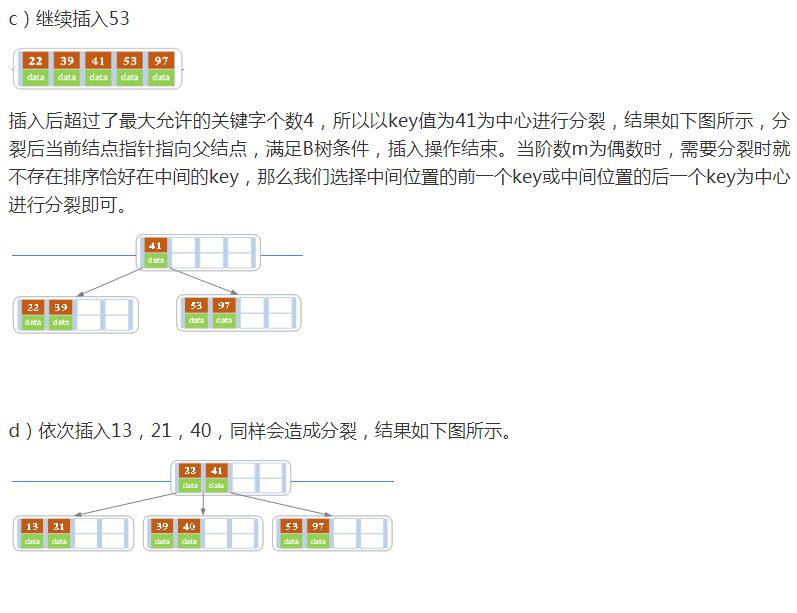 c）继续插入53
22 39 41 53 97
data data data data data
插入后超过了最大允许的关键字个数4，所以以key值为41为中心进行分裂，结果如下图所示，分
裂后当前结点指针指向父结点，满足B树条件，插入操作结束。当阶数m为偶数时，需要分裂时就
不存在排序恰好在中间的key，那么我们选择中间位置的前一个key或中间位置的后一个key为中心
进行分裂即可。
41
data
22 39 53 97
data data data data
d）依次插入13，21，40，同样会造成分裂，结果如下图所示。
22 41
data data
13 21 39 40 53 97
data data data data data data